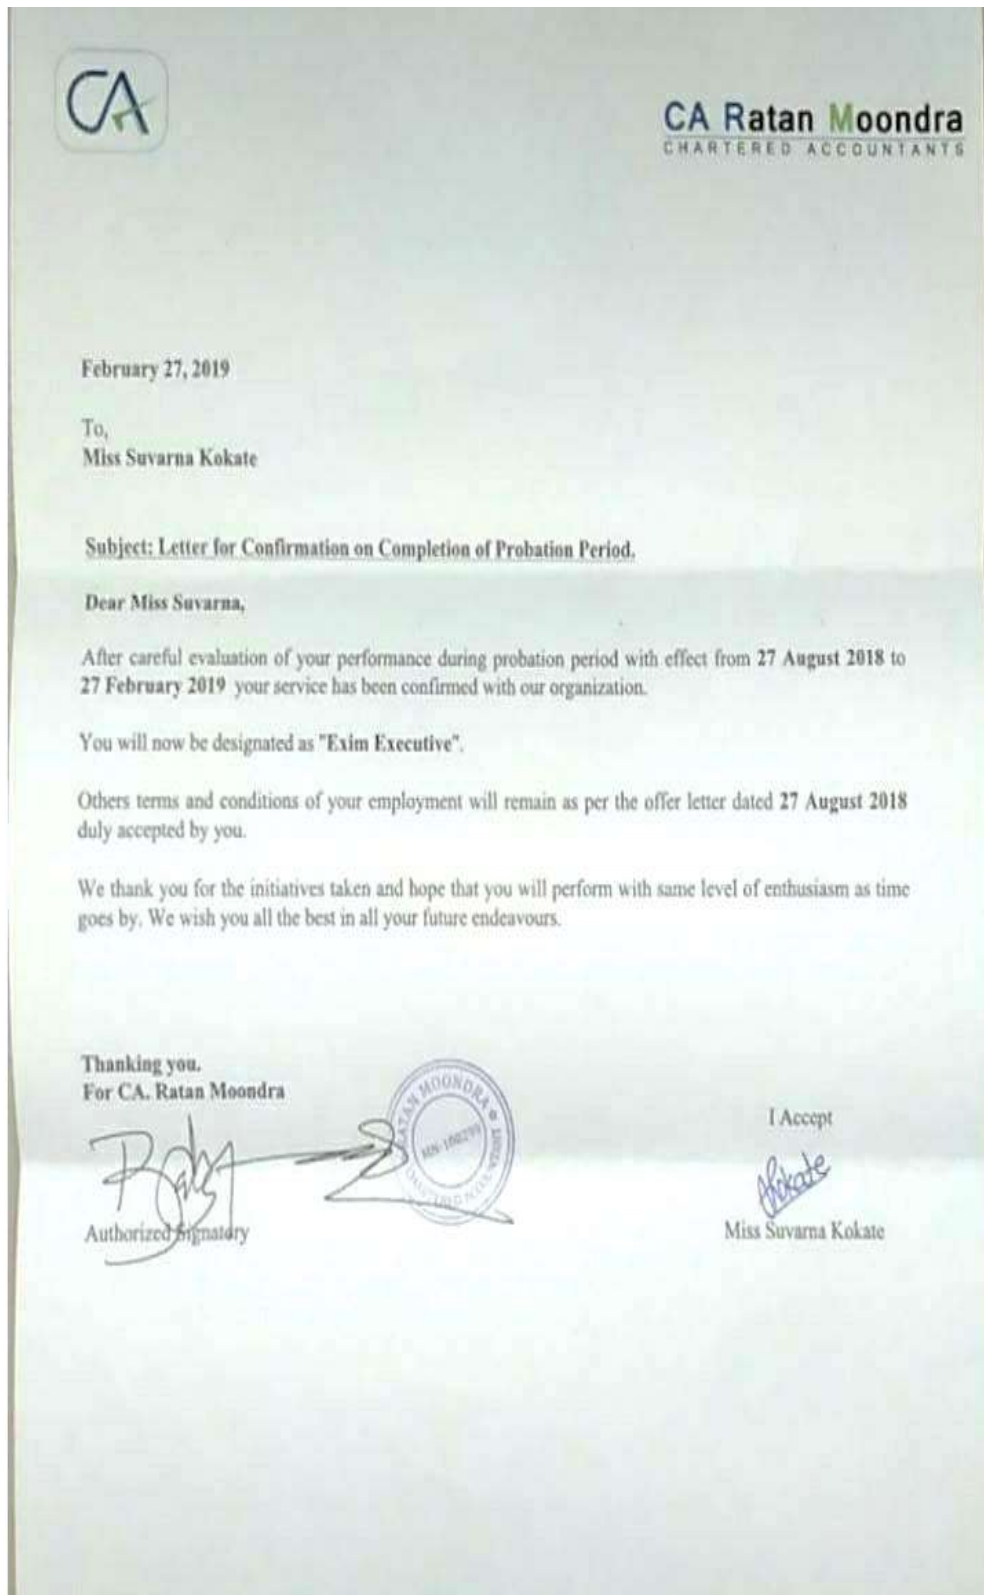 CA
CA Ratan Moondra
CHARTERED ACCOUNTANTS
February 27, 2019
To,
Miss Suvarna Kokate
Subject: Letter for Confirmation on Completion of Probation Period.
Dear Miss Suvarna,
After careful evaluation of your performance during probation period with effect from 27 August 2018 to
27 February 2019 your service has been confirmed with our organization.
You will now be designated as "Exim Executive".
Others terms and conditions of your employment will remain as per the offer letter dated 27 August 2018
duly accepted by you.
We thank you for the initiatives taken and hope that you will perform with same level of enthusiasm as time
goes by. We wish you all the best in all your future endeavours.
Thanking you.
For CA. Ratan Moondra
RATAN MOONDRA
I Accept
Kokate
Authorized Signatory
Miss Suvarna Kokate